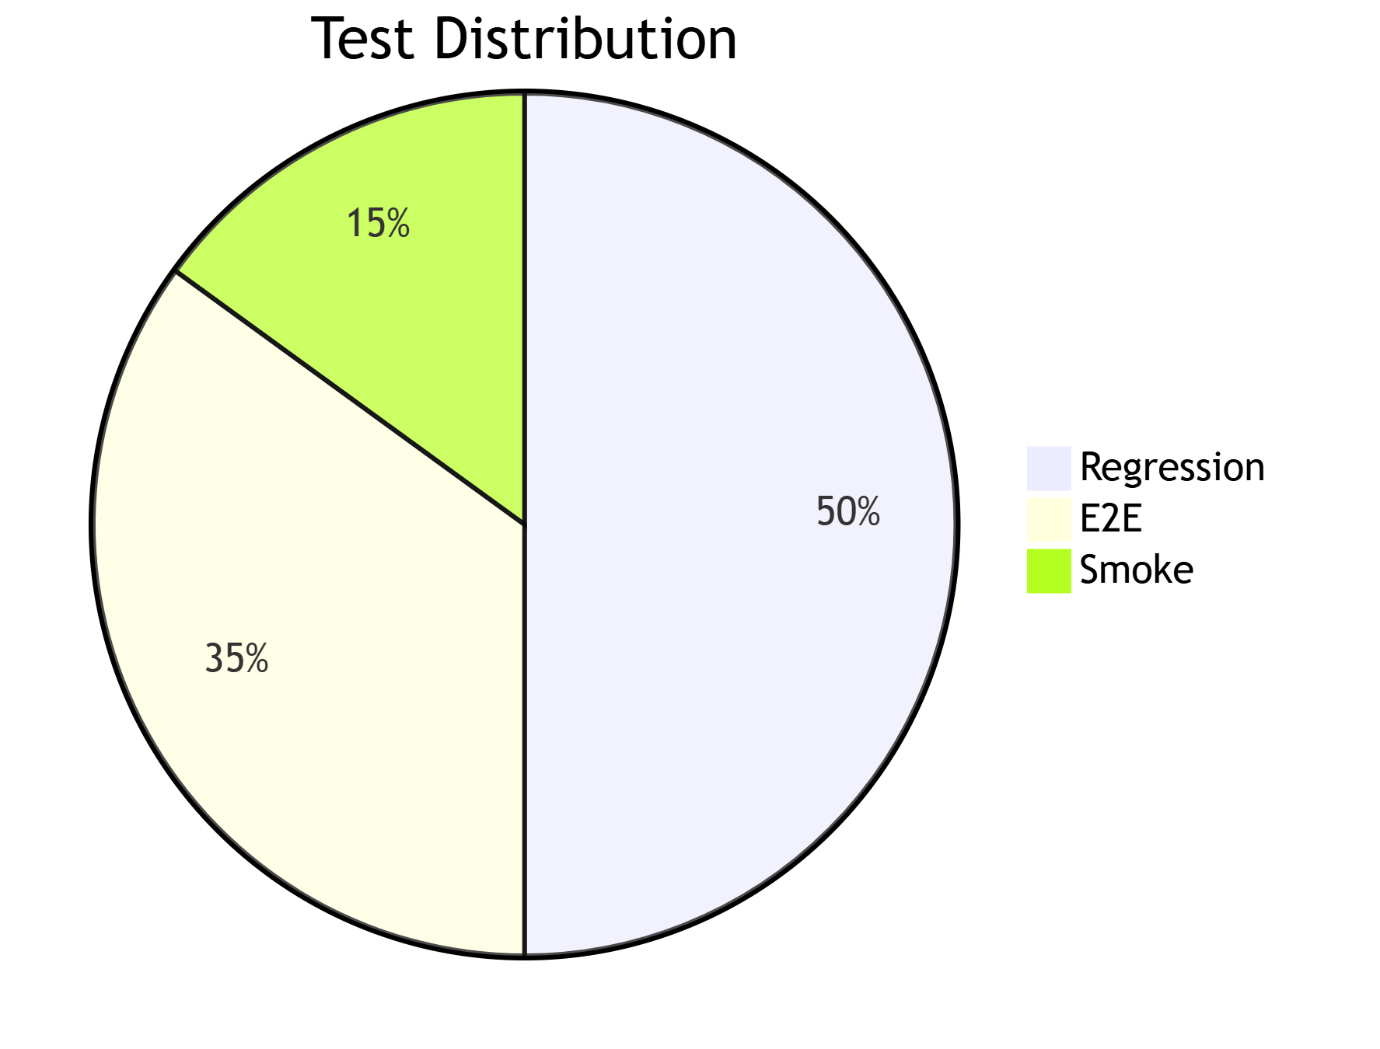 Test Distribution
15%
50%
35%
Regression
E2E
Smoke